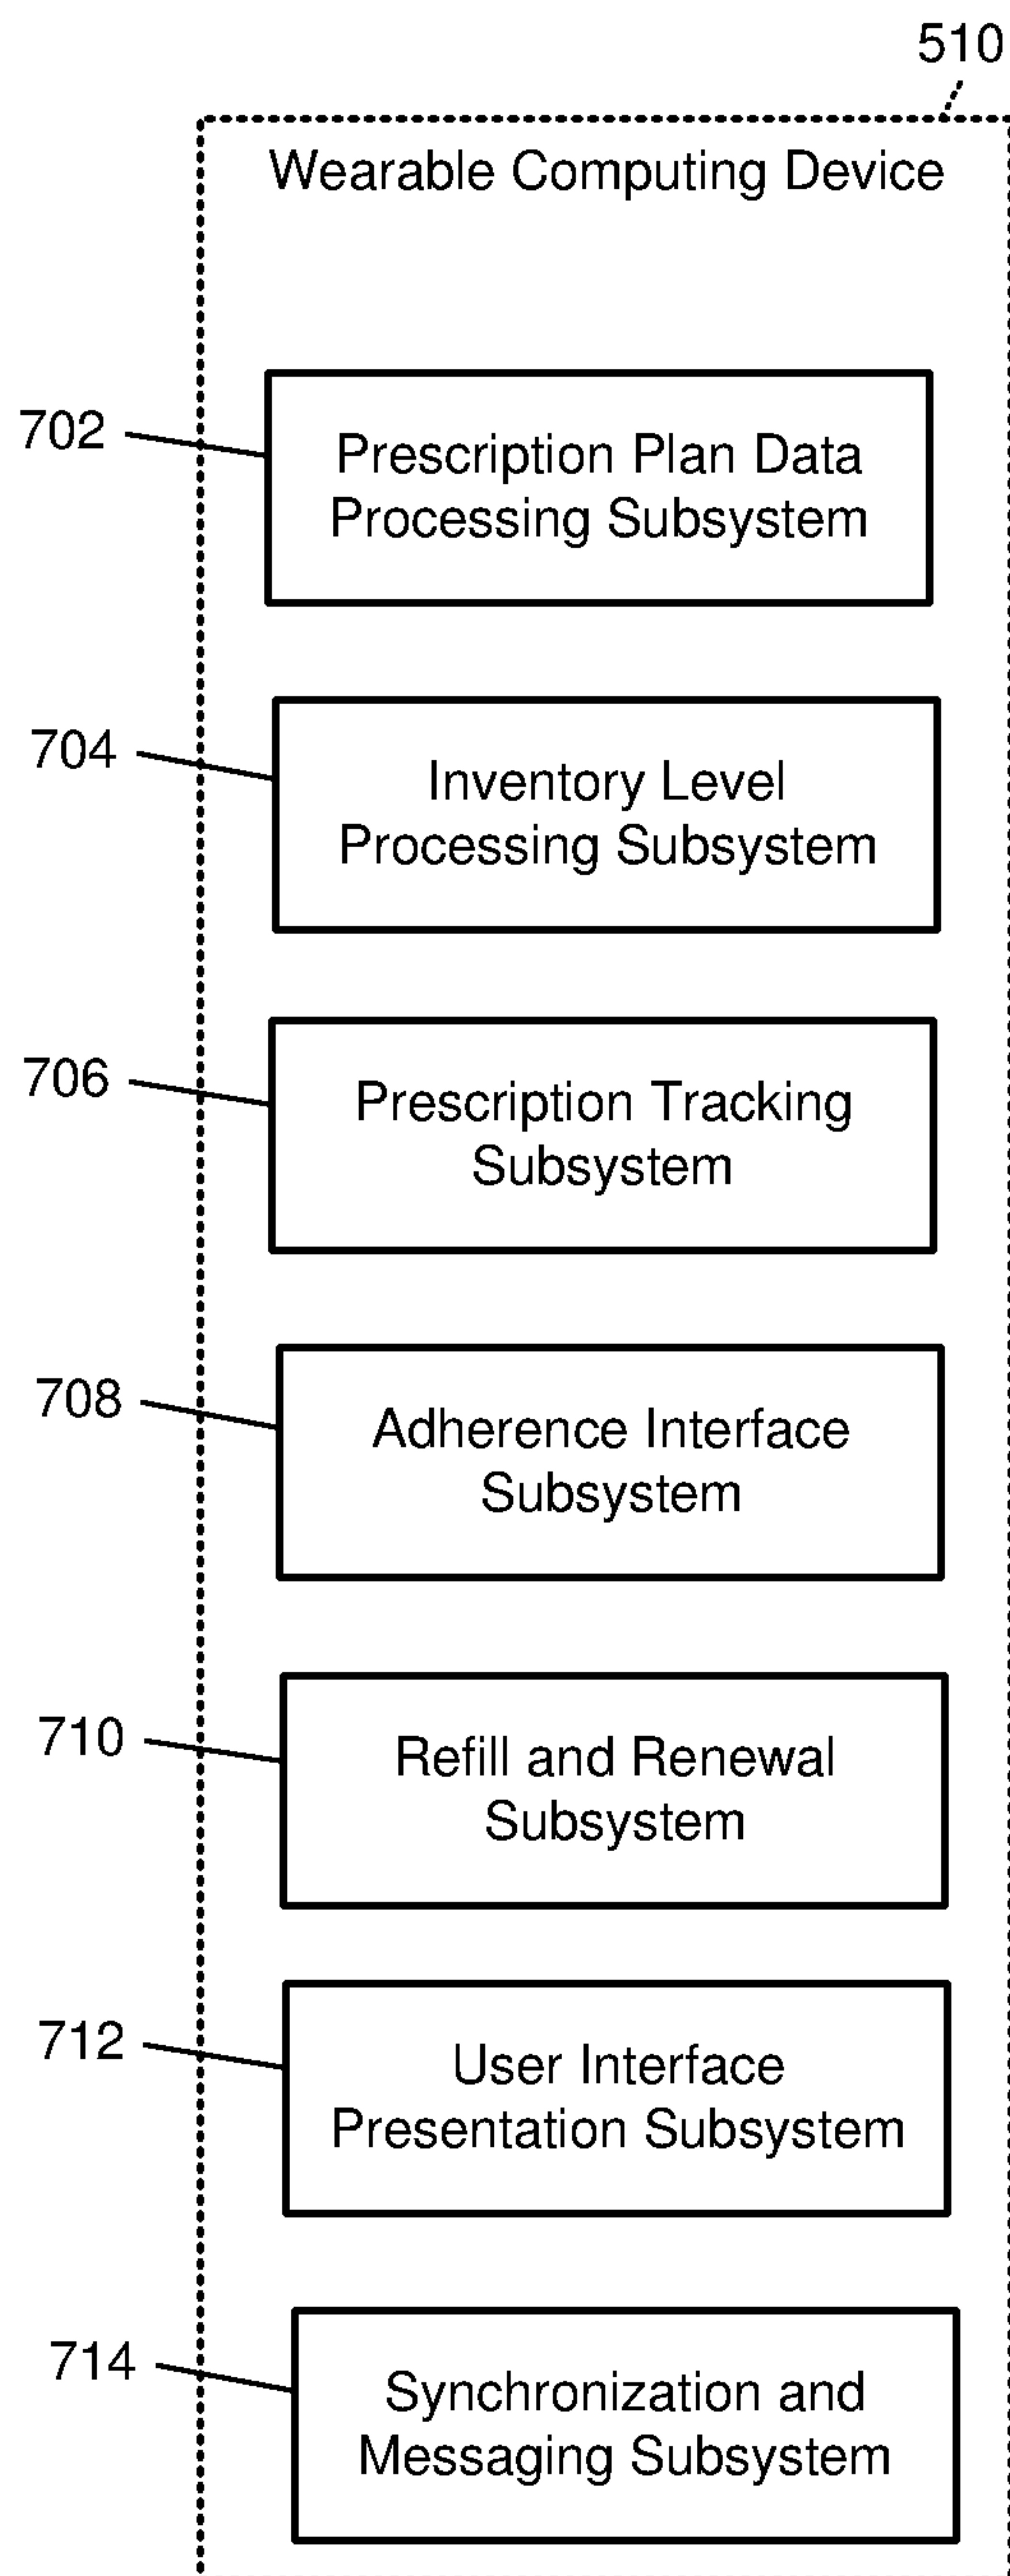 510
Wearable Computing Device
702
Prescription Plan Data
Processing Subsystem
704
Inventory Level
Processing Subsystem
706
Prescription Tracking
Subsystem
708
Adherence Interface
Subsystem
710
Refill and Renewal
Subsystem
712
User Interface
Presentation Subsystem
714
Synchronization and
Messaging Subsystem